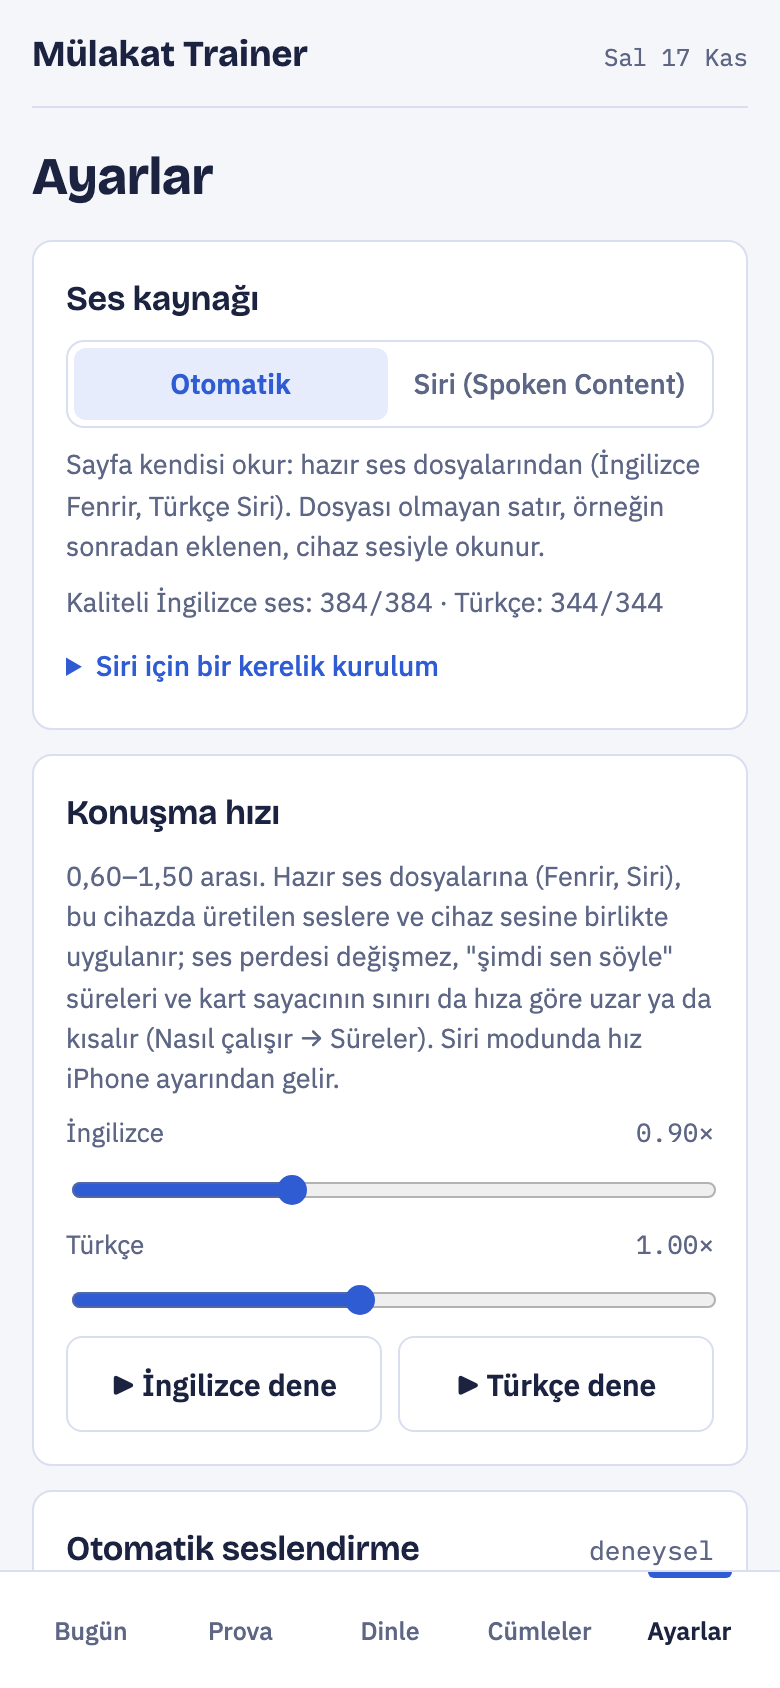 Mülakat Trainer
Sal 17 Kas
Ayarlar
Ses kaynağı
Otomatik
Siri (Spoken Content)
Sayfa kendisi okur: hazır ses dosyalarından (İngilizce
Fenrir, Türkçe Siri). Dosyası olmayan satır, örneğin
sonradan eklenen, cihaz sesiyle okunur.
Kaliteli İngilizce ses: 384/384 · Türkçe: 344/344
▶ Siri için bir kerelik kurulum
Konuşma hızı
0,60–1,50 arası. Hazır ses dosyalarına (Fenrir, Siri),
bu cihazda üretilen seslere ve cihaz sesine birlikte
uygulanır; ses perdesi değişmez, "şimdi sen söyle"
süreleri ve kart sayacının sınırı da hıza göre uzar ya da
kısalır (Nasıl çalışır → Süreler). Siri modunda hız
iPhone ayarından gelir.
İngilizce
0.90×
Türkçe
1.00×
▶ İngilizce dene
▶ Türkçe dene
Otomatik seslendirme
deneysel
Bugün
Prova
Dinle
Cümleler
Ayarlar